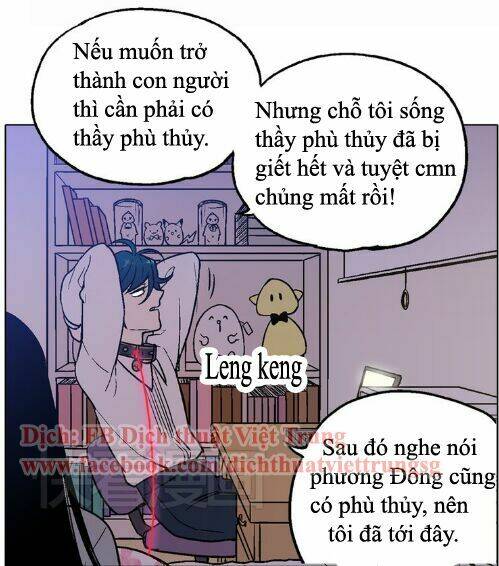 Nếu muốn trở
thành con người
thì cần phải có
thầy phù thủy.
Nhưng chỗ tôi sống
thầy phù thủy đã bị
giết hết và tuyệt cmn
chủng mất rồi!
Leng keng
Dịch: FB Dịch thuật Việt Trung
www.facebook.com/dichthuatviettrungsg
Sau đó nghe nói
phương Đông cũng
có phù thủy, nên
tôi đã tới đây.